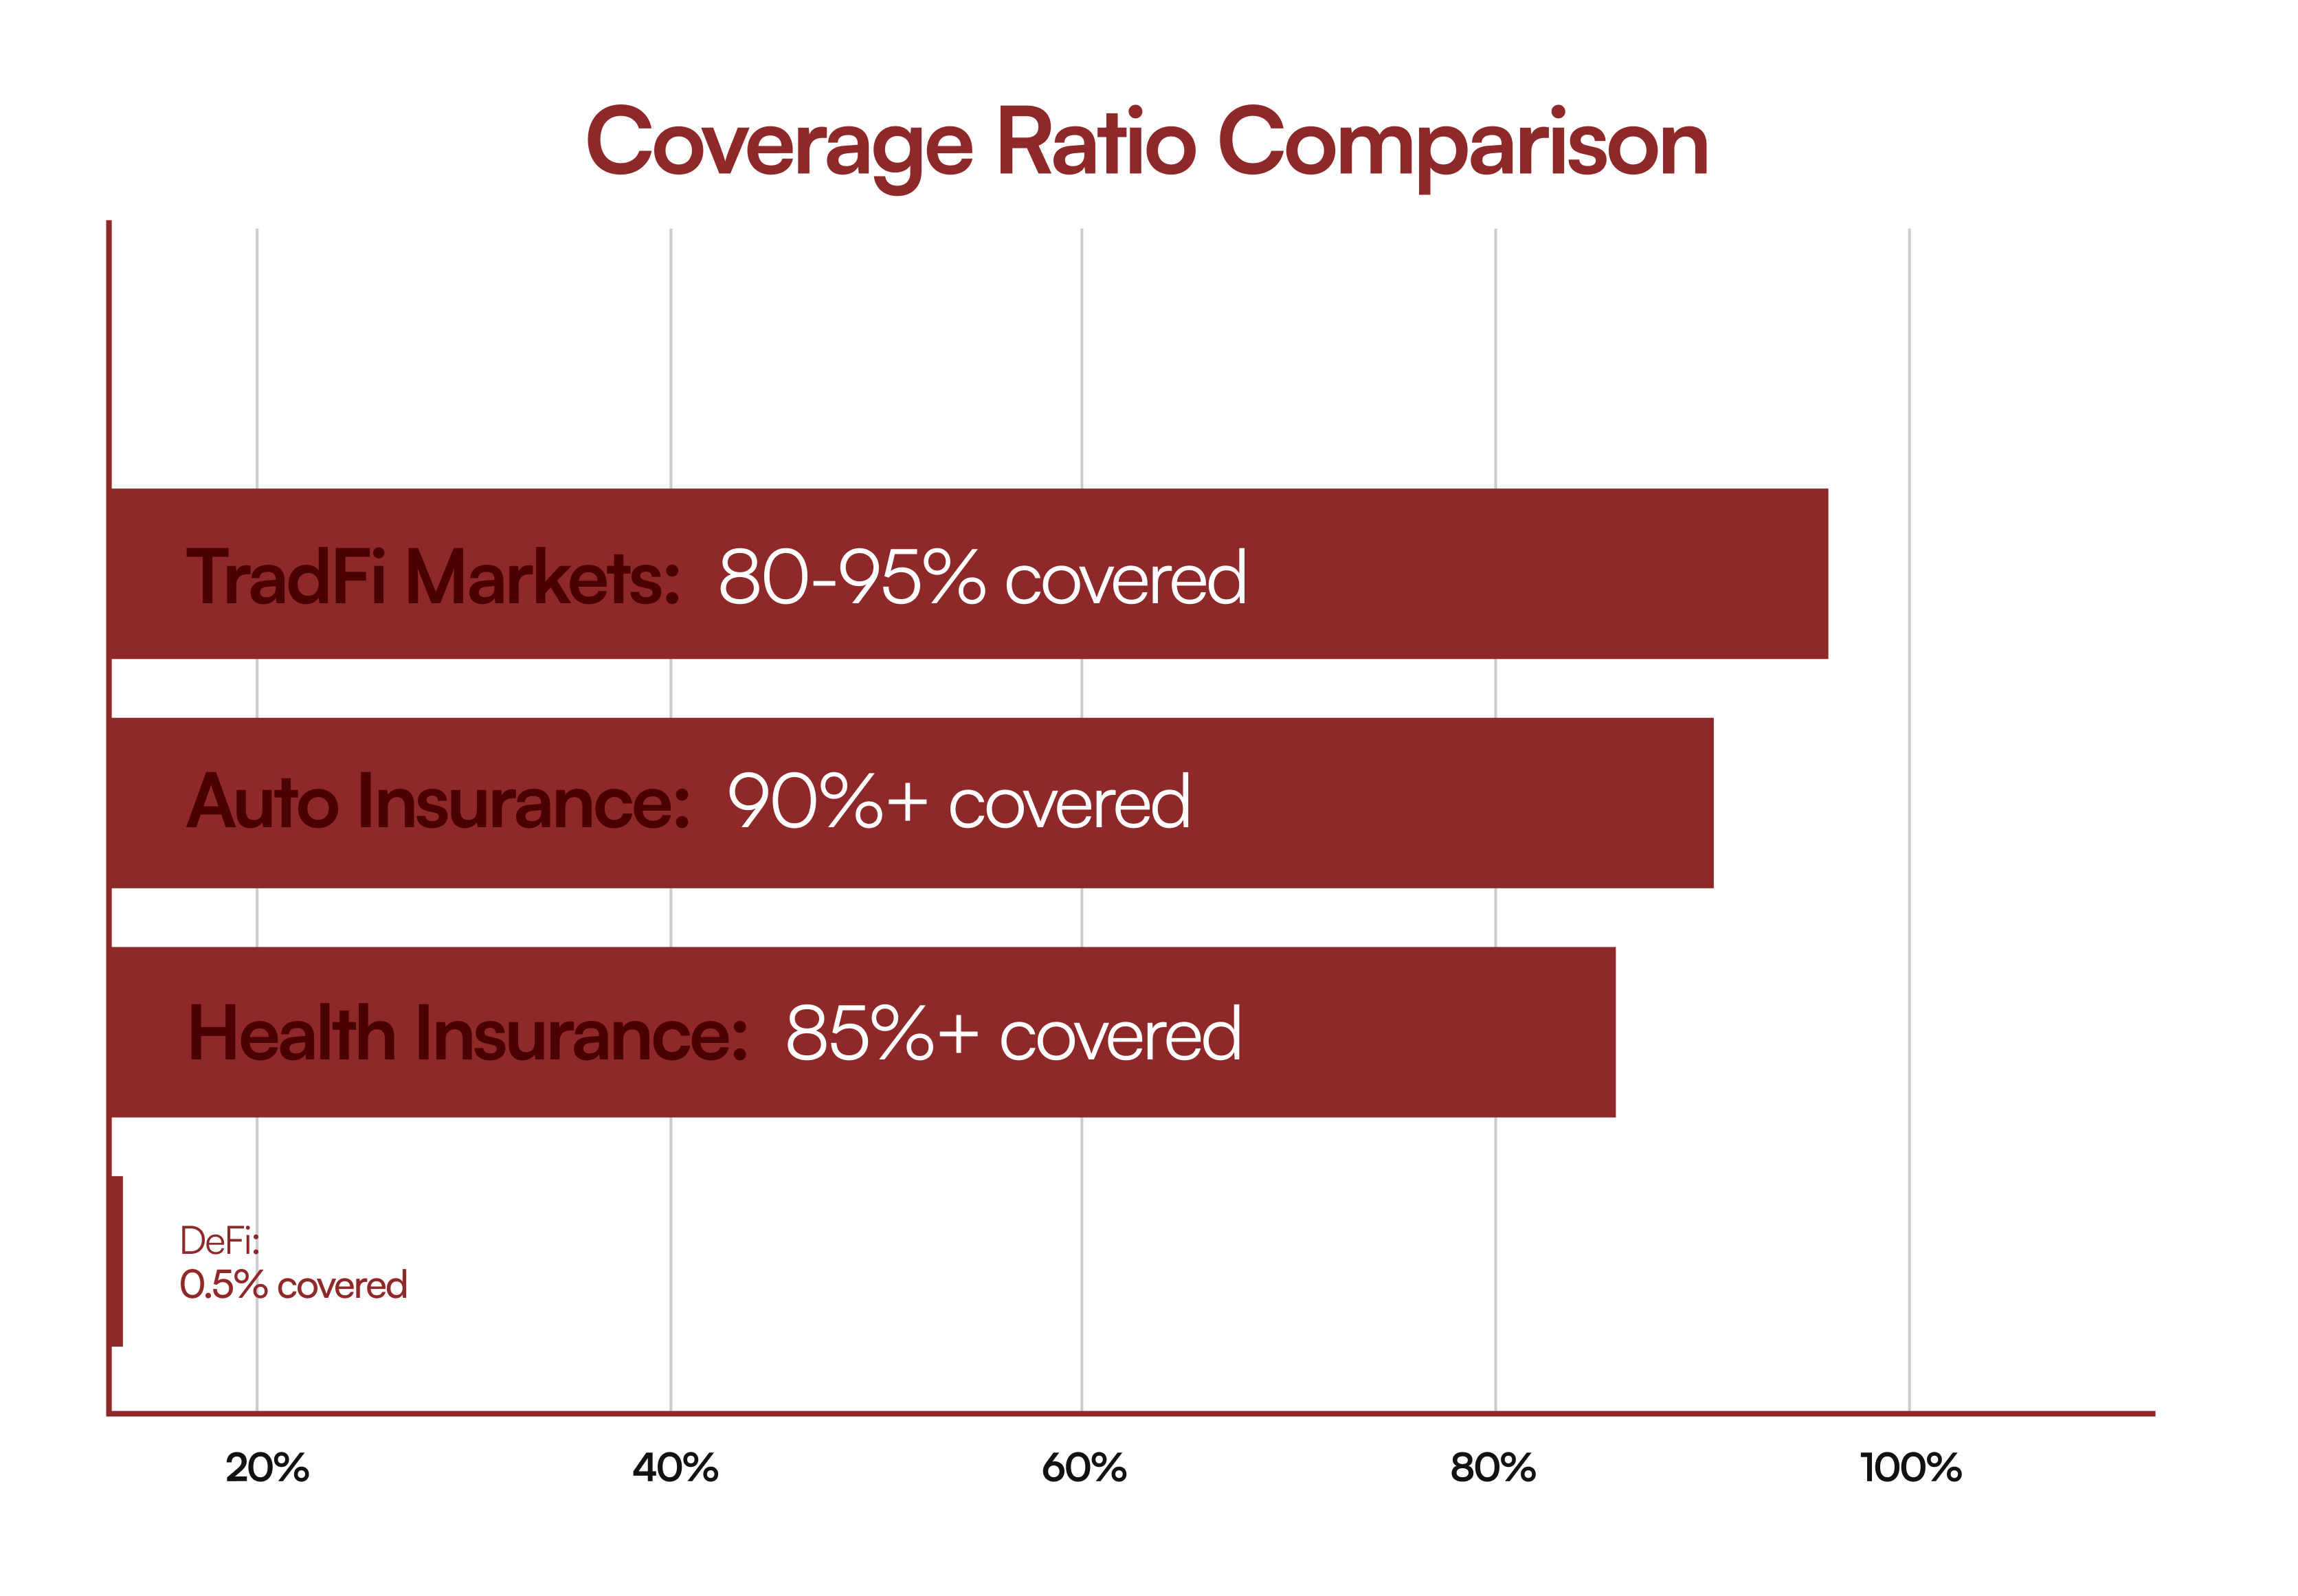 Coverage Ratio Comparison
TradFi Markets: 80-95% covered
Auto Insurance: 90%+ covered
Health Insurance: 85%+ covered
DeFi:
0.5% covered
20% 40% 60% 80% 100%